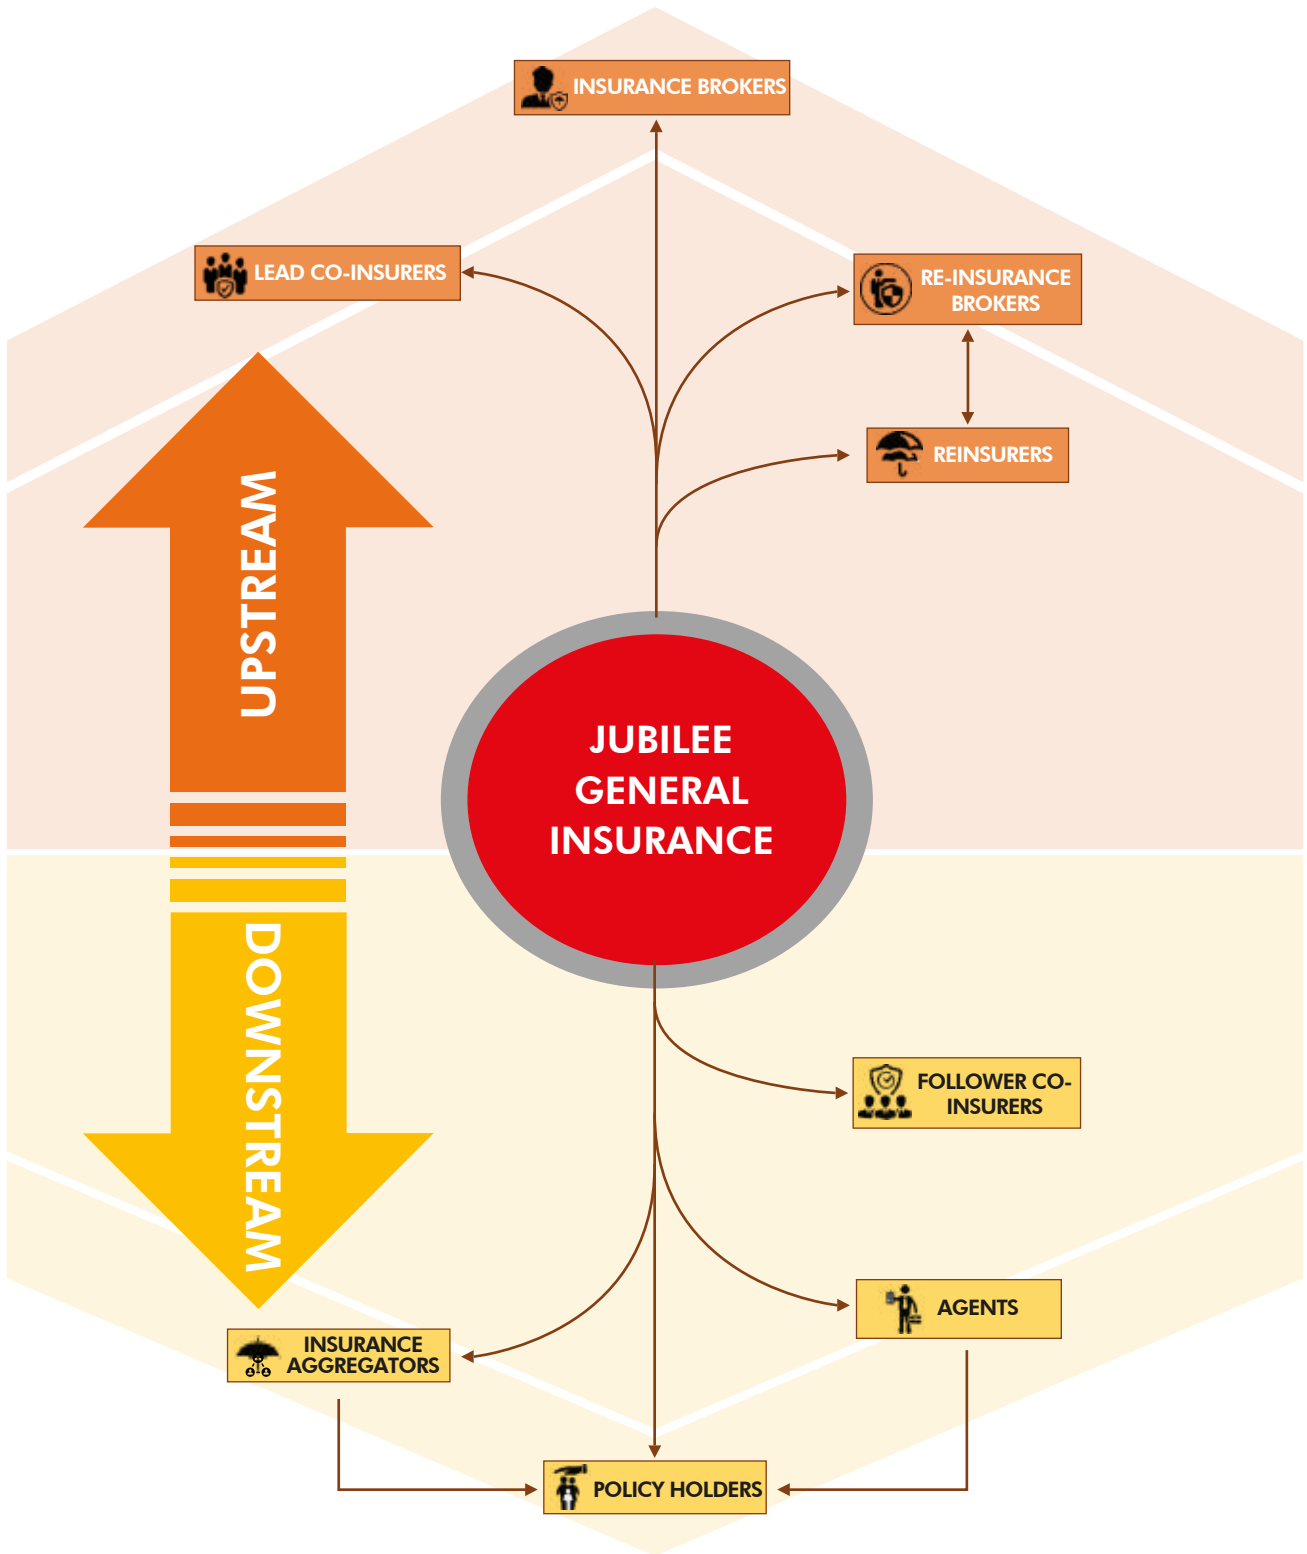 INSURANCE BROKERS
LEAD CO-INSURERS
RE-INSURANCE
BROKERS
REINSURERS
UPSTREAM
JUBILEE
GENERAL
INSURANCE
DOWNSTREAM
FOLLOWER CO-
INSURERS
AGENTS
INSURANCE
AGGREGATORS
POLICY HOLDERS